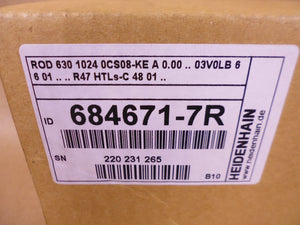 ROD 630 1024 0CS08-KE A 0.00 .. 03V0LB 6
6 01 .. .. R47 HTLs-C 48 01 ..
ID 684671-7R
SN 220 231 265
B10
HEIDENHAIN
www.heidenhain.de